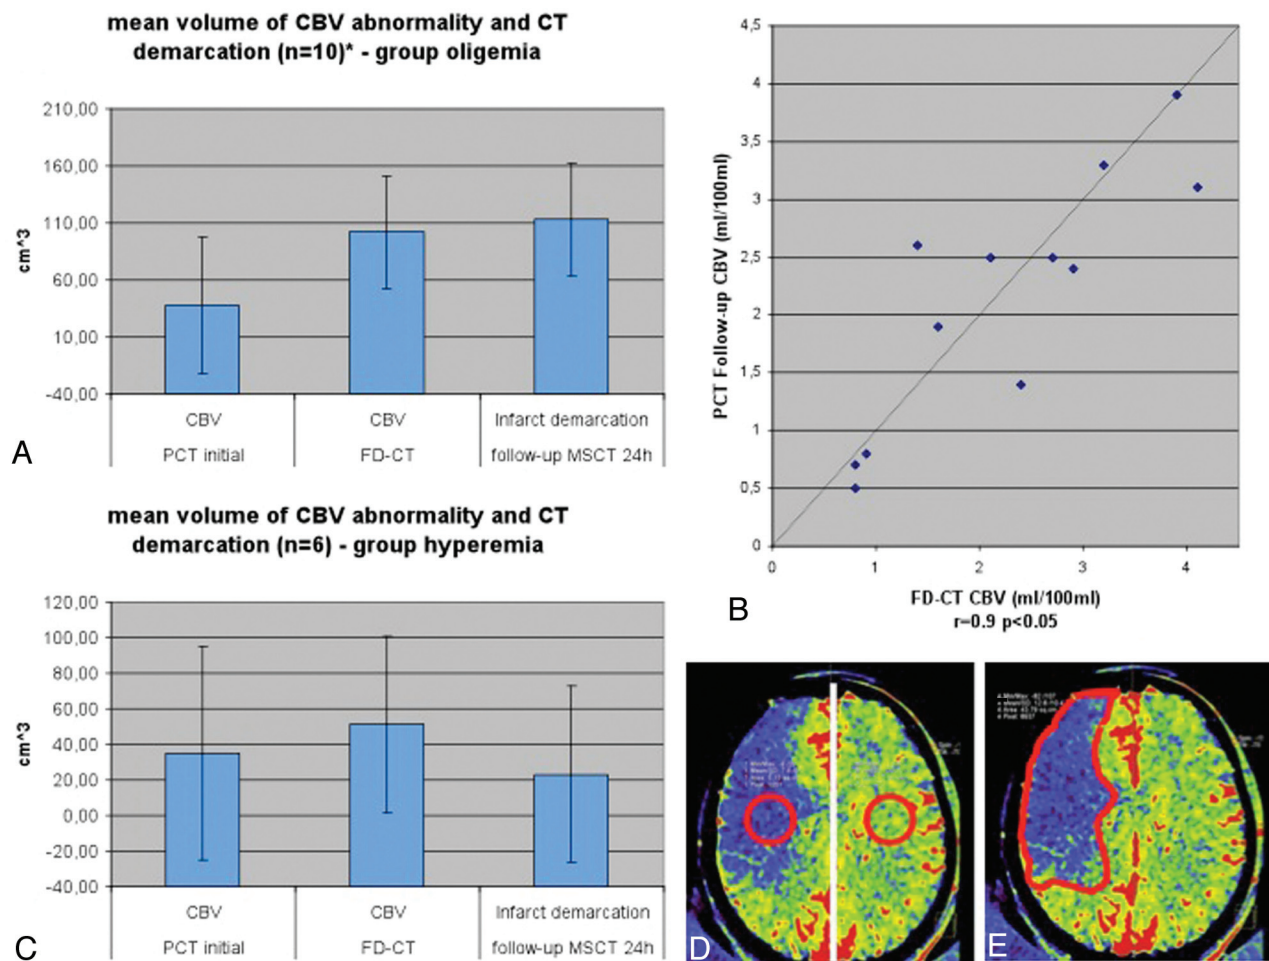 mean volume of CBV abnormality and CT
demarcation (n=10)* - group oligemia
210,00
160,00
110,00
60,00
10,00
-40,00
cm^3
CBV
CBV
Infarct demarcation
PCT initial
FD-CT
follow-up MSCT 24h
A
4,5
4
3,5
3
2,5
2
1,5
1
0,5
0
PCT Follow-up CBV (ml/100ml)
0
1
2
3
4
FD-CT CBV (ml/100ml)
r=0.9 p<0.05
B
mean volume of CBV abnormality and CT
demarcation (n=6) - group hyperemia
120,00
100,00
80,00
60,00
40,00
20,00
0,00
-20,00
-40,00
cm^3
CBV
CBV
Infarct demarcation
PCT initial
FD-CT
follow-up MSCT 24h
C
D
E